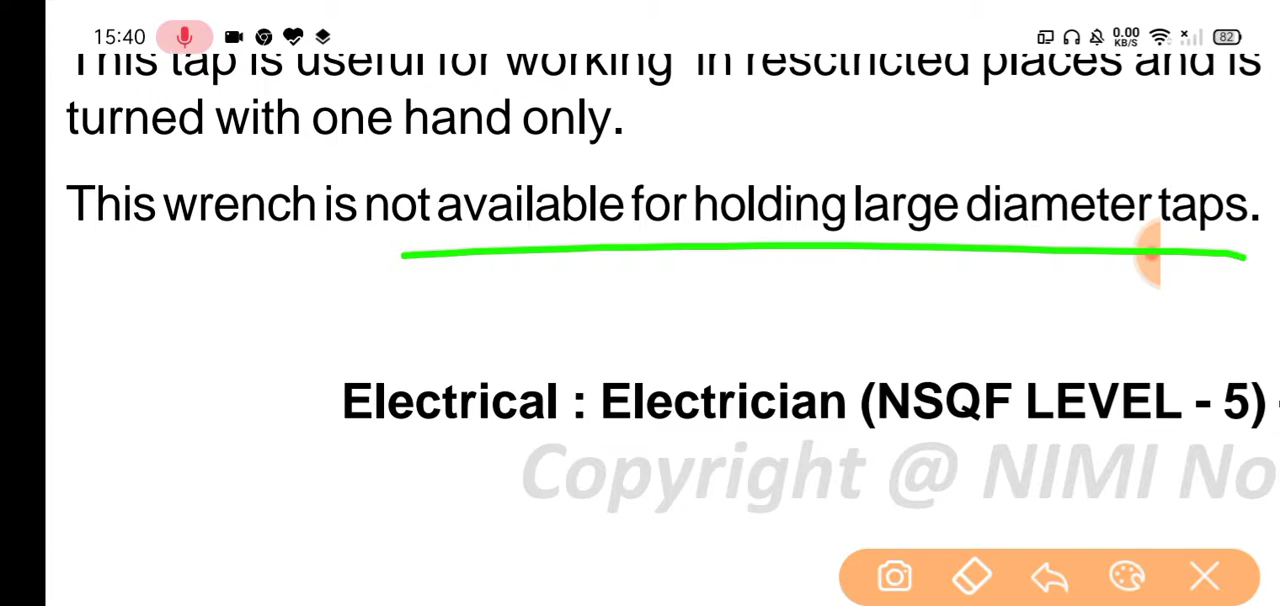 15:40 0.00 KB/S 82
This tap is useful for working in resctricted places and is
turned with one hand only.
This wrench is not available for holding large diameter taps.
Electrical : Electrician (NSQF LEVEL - 5) -
Copyright @ NIMI No